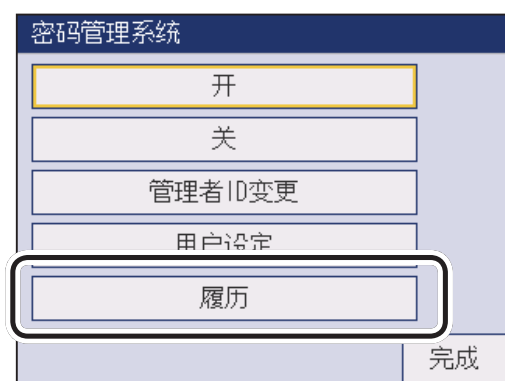 密码管理系统
开
关
管理者ID变更
用户设定
履历
完成